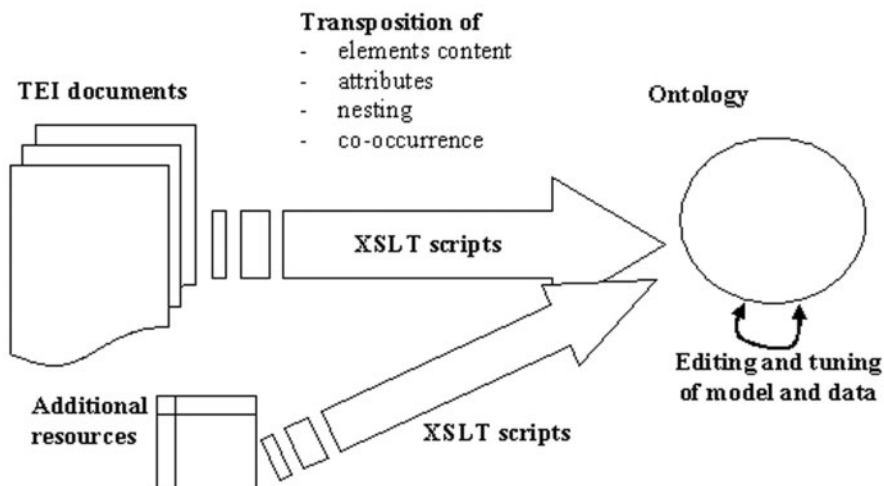 Transposition of
- elements content
- attributes
- nesting
- co-occurrence
TEI documents
Ontology
XSLT scripts
Editing and tuning
of model and data
Additional
resources
XSLT scripts